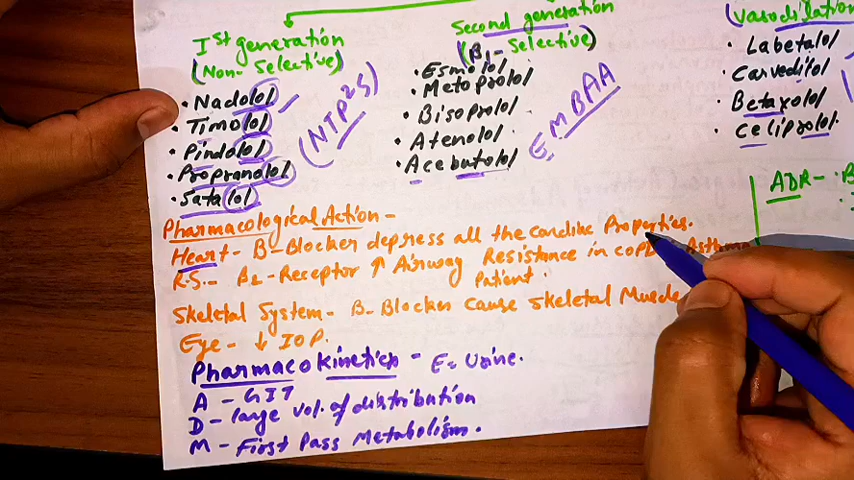 Ist generation
(Non-Selective)
• Nadolol
• Timolol
• Pindolol
• Propranolol
• Satalol
(NTP²S)
Second generation
(β1- Selective)
• Esmolol
• Metoprolol
• Bisoprolol
• Atenolol
• Acebutolol
EMBAA
(vasodilation
• Labetalol
• Carvedilol
• Betaxolol
• Celiprolol
ADR- • B
Pharmacological Action -
Heart - B-Blocker depress all the cardiac Properties.
R.S. - B2-Receptor ↑ Airway Resistance in COPD Asthma
Patient.
Skeletal System - B-Blocker Cause Skeletal Muscle
Eye - ↓ IOP.
Pharmacokinetics - E = Urine.
A - GIT
D - large vol. of distribution
M - First Pass Metabolism.